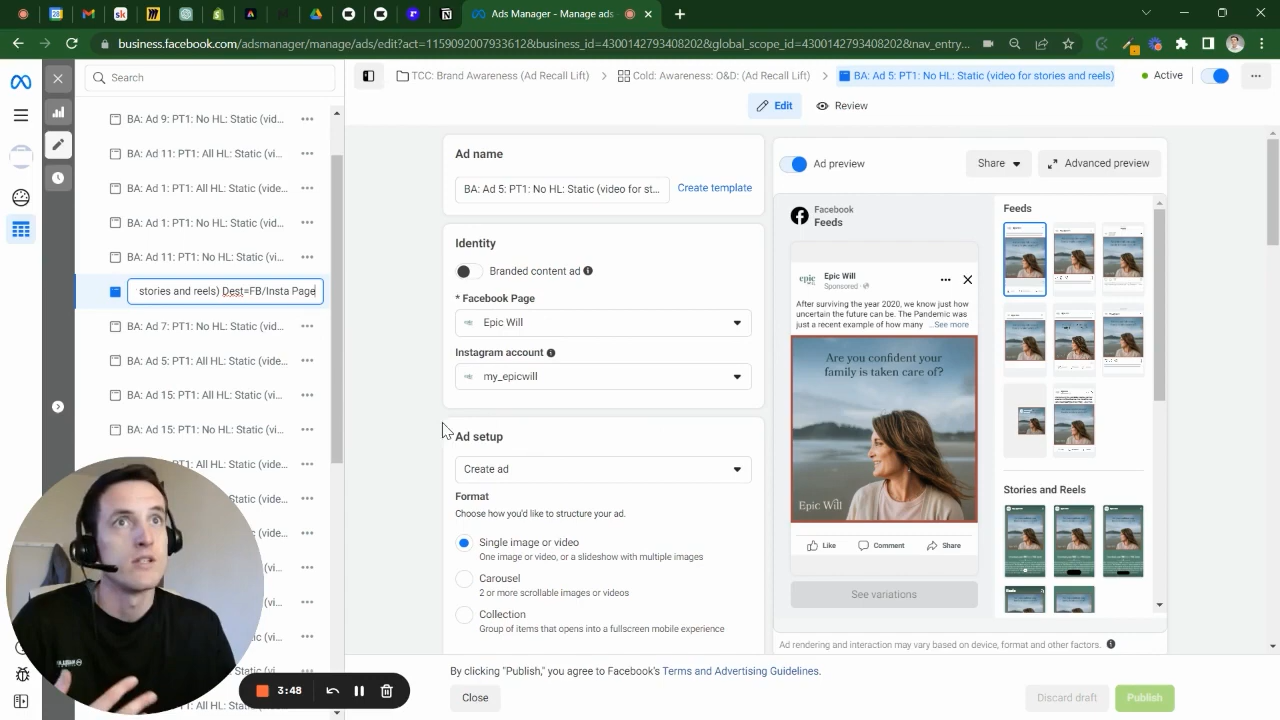 Ads Manager - Manage ads
business.facebook.com/adsmanager/manage/ads/edit?act=1159092007933612&business_id=4300142793408202&global_scope_id=4300142793408202&nav_entry...
Search
TCC: Brand Awareness (Ad Recall Lift)
Cold: Awareness: O&D: (Ad Recall Lift)
BA: Ad 5: PT1: No HL: Static (video for stories and reels)
Active
Edit
Review
BA: Ad 9: PT1: No HL: Static (vid...
BA: Ad 11: PT1: All HL: Static (vi...
BA: Ad 1: PT1: All HL: Static (vide...
BA: Ad 1: PT1: All HL: Static (vide...
BA: Ad 11: PT1: No HL: Static (vi...
stories and reels) Dest=FB/Insta Page
BA: Ad 7: PT1: No HL: Static (vid...
BA: Ad 5: PT1: All HL: Static (vid...
BA: Ad 15: PT1: All HL: Static (vi...
BA: Ad 15: PT1: No HL: Static (vi...
: All HL: Static (vi...
3:48
Ad name
BA: Ad 5: PT1: No HL: Static (video for st...
Create template
Identity
Branded content ad
* Facebook Page
Epic Will
Instagram account
my_epicwill
Ad setup
Create ad
Format
Choose how you'd like to structure your ad.
Single image or video
One image or video, or a slideshow with multiple images
Carousel
2 or more scrollable images or videos
Collection
Group of items that opens into a fullscreen mobile experience
Ad preview
Share
Advanced preview
Facebook
Feeds
Epic Will
Sponsored
After surviving the year 2020, we know just how
uncertain the future can be. The Pandemic was
just a recent example of how many ...See more
Are you confident your
family is taken care of?
Epic Will
Like
Comment
Share
See variations
Feeds
Stories and Reels
Ad rendering and interaction may vary based on device, format and other factors.
By clicking "Publish," you agree to Facebook's Terms and Advertising Guidelines.
Close
Discard draft
Publish